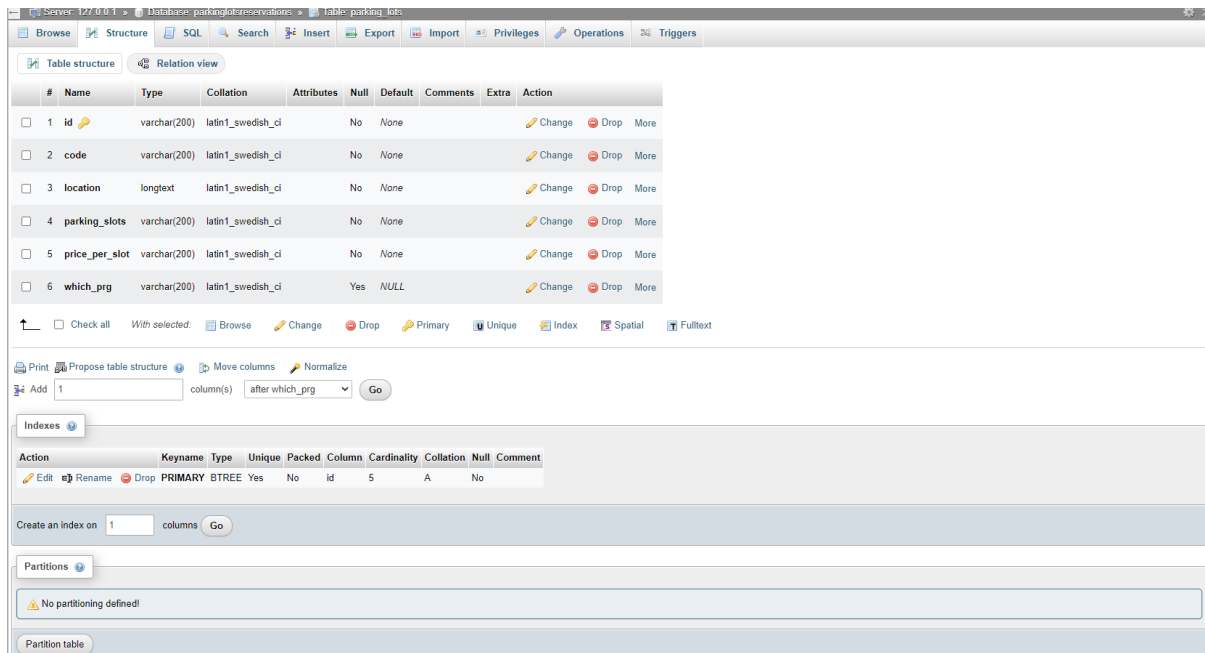 Server: 127.0.0.1 » Database: parkinglotsreservations » Table: parking_lots
Browse Structure SQL Search Insert Export Import Privileges Operations Triggers
Table structure Relation view
# Name Type Collation Attributes Null Default Comments Extra Action
1 id varchar(200) latin1_swedish_ci No None Change Drop More
2 code varchar(200) latin1_swedish_ci No None Change Drop More
3 location longtext latin1_swedish_ci No None Change Drop More
4 parking_slots varchar(200) latin1_swedish_ci No None Change Drop More
5 price_per_slot varchar(200) latin1_swedish_ci No None Change Drop More
6 which_prg varchar(200) latin1_swedish_ci Yes NULL Change Drop More
Check all With selected: Browse Change Drop Primary Unique Index Spatial Fulltext
Print Propose table structure Move columns Normalize
Add 1 column(s) after which_prg Go
Indexes
Action Keyname Type Unique Packed Column Cardinality Collation Null Comment
Edit Rename Drop PRIMARY BTREE Yes No id 5 A No
Create an index on 1 columns Go
Partitions
No partitioning defined!
Partition table